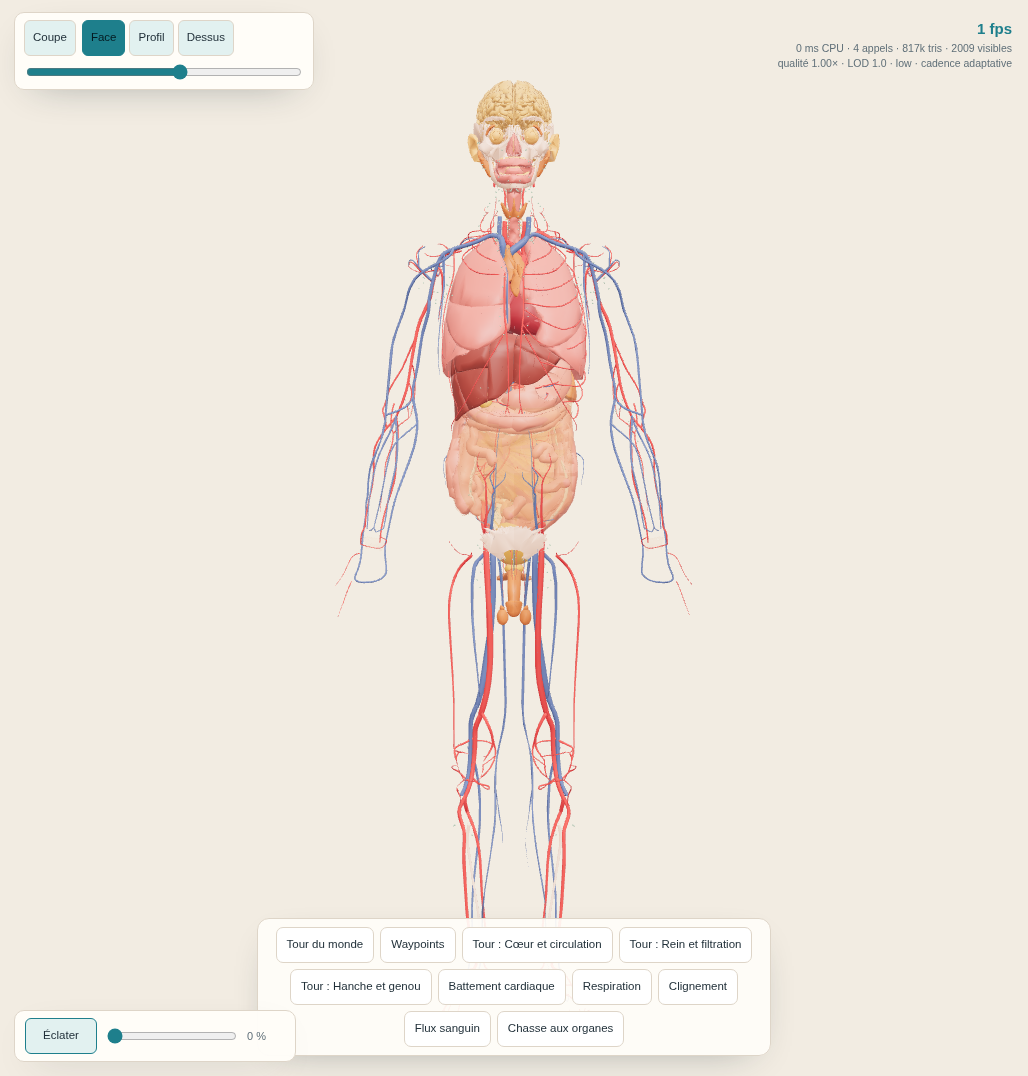 Coupe Face Profil Dessus
1 fps
0 ms CPU · 4 appels · 817k tris · 2009 visibles
qualité 1.00× · LOD 1.0 · low · cadence adaptative
Tour du monde Waypoints Tour : Cœur et circulation Tour : Rein et filtration
Tour : Hanche et genou Battement cardiaque Respiration Clignement
Flux sanguin Chasse aux organes
Éclater 0 %